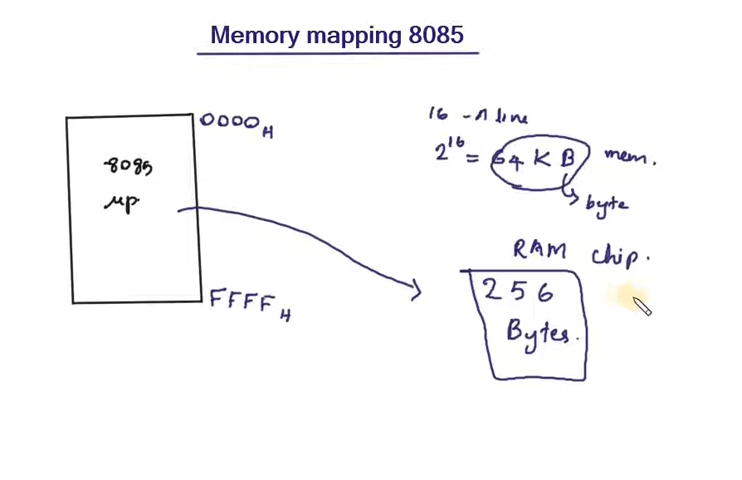 Memory mapping 8085
0000H
8085
μp
FFFFH
16 - A line
2^16 = 64 KB mem.
byte
RAM chip.
256
Bytes.